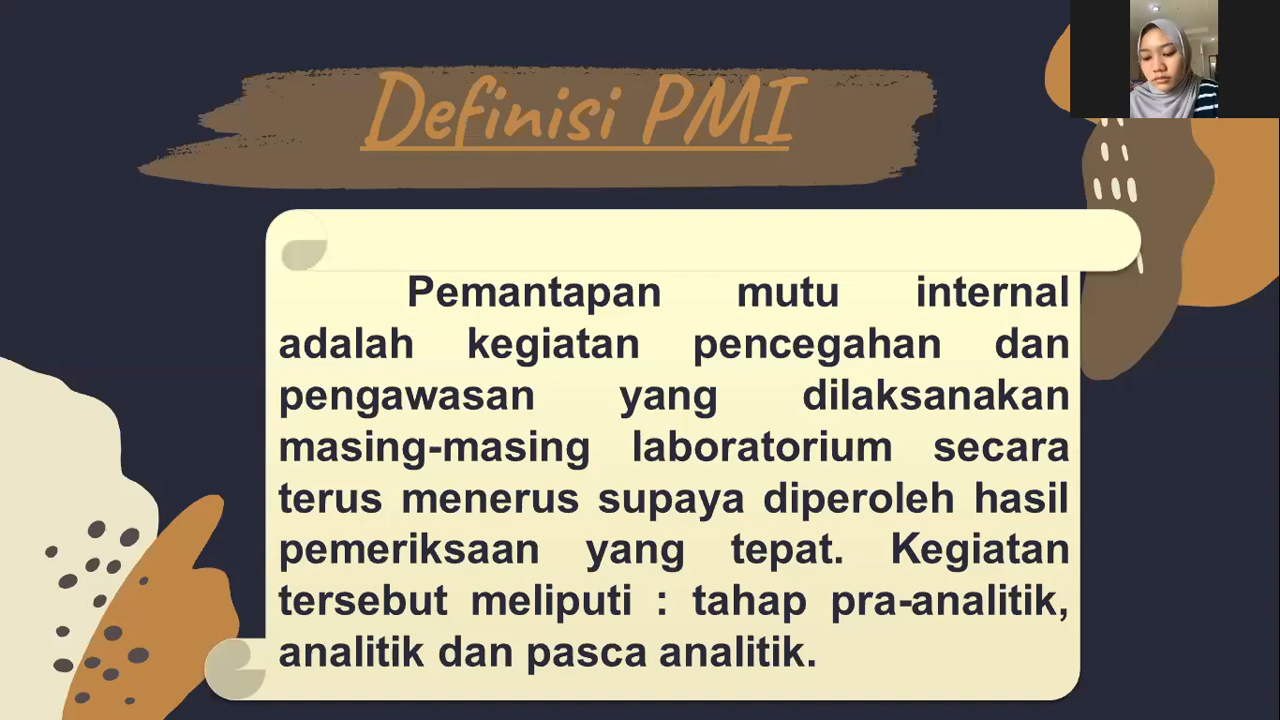 Definisi PMI
Pemantapan mutu internal
adalah kegiatan pencegahan dan
pengawasan yang dilaksanakan
masing-masing laboratorium secara
terus menerus supaya diperoleh hasil
pemeriksaan yang tepat. Kegiatan
tersebut meliputi : tahap pra-analitik,
analitik dan pasca analitik.